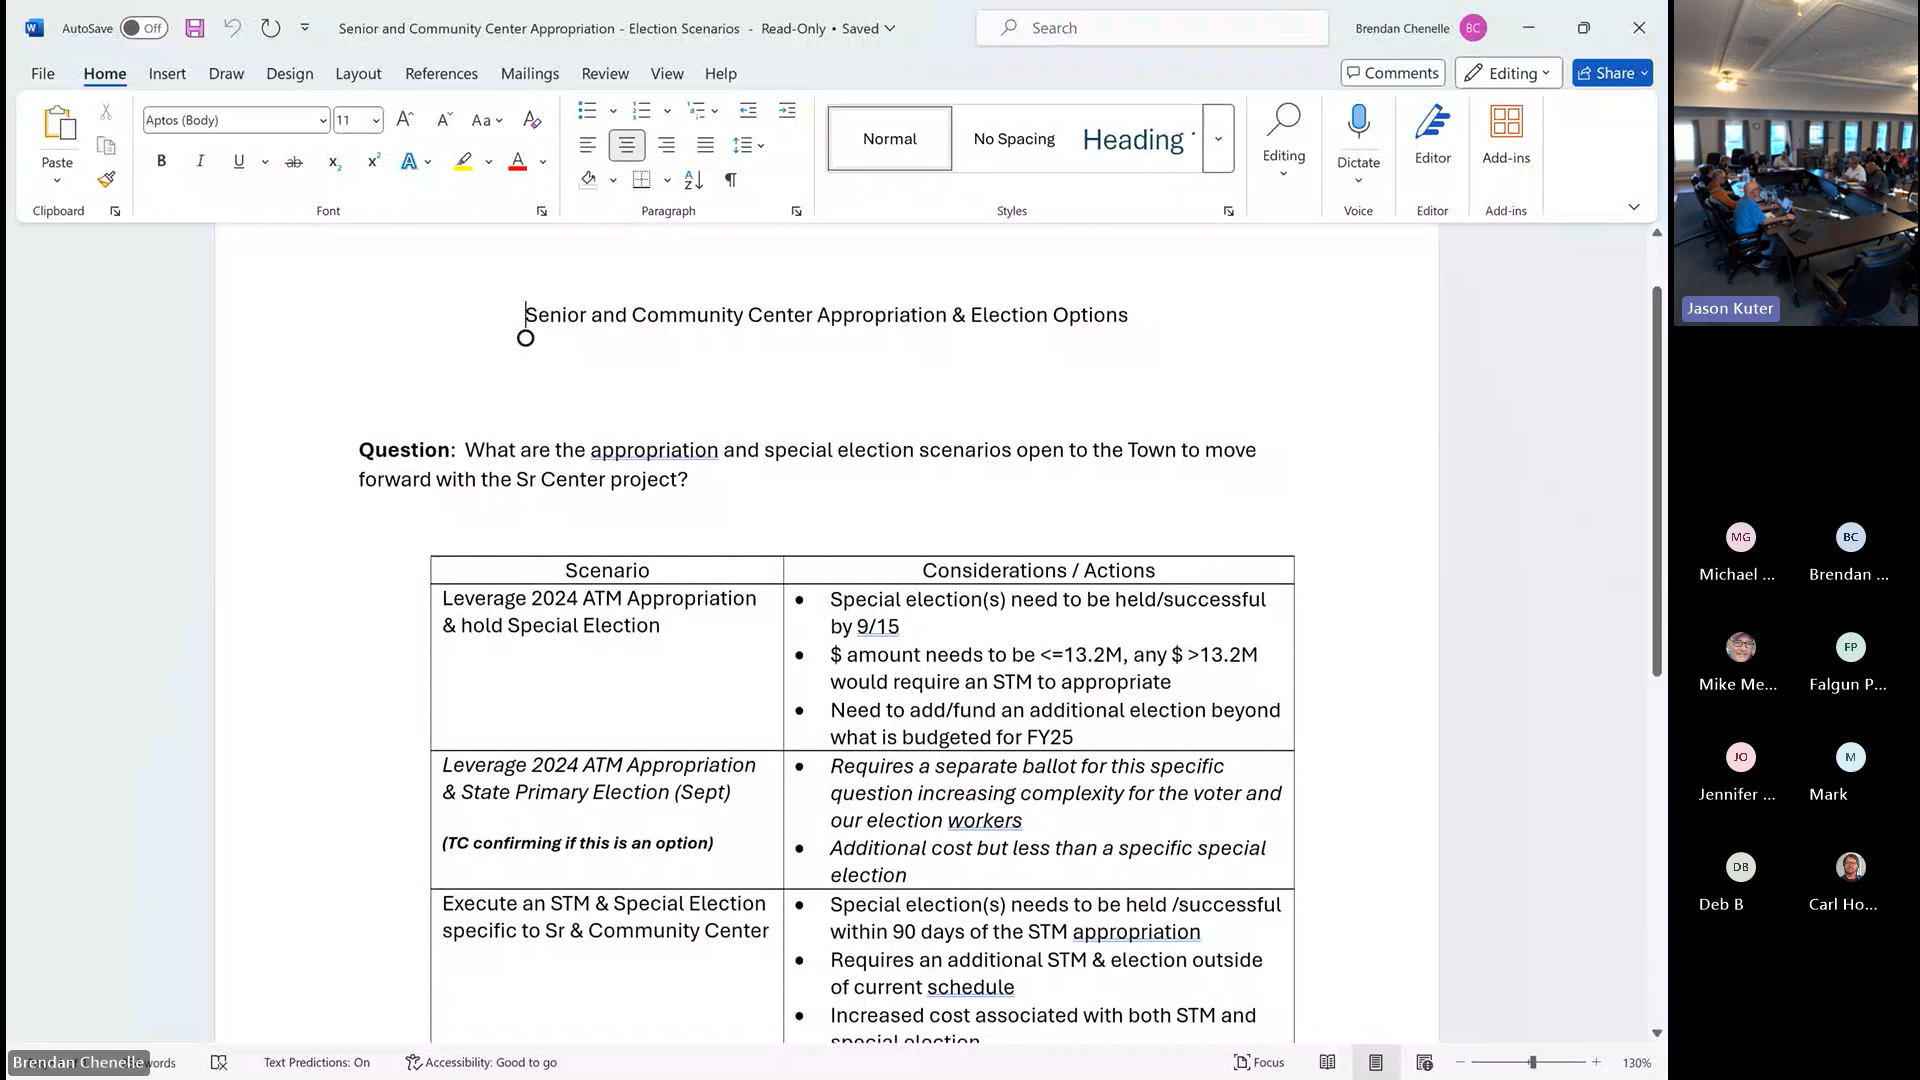 AutoSave Off
Senior and Community Center Appropriation - Election Scenarios - Read-Only • Saved
Search
Brendan Chenelle BC
File Home Insert Draw Design Layout References Mailings Review View Help
Comments Editing Share
Paste
Clipboard
Aptos (Body) 11
Font
Paragraph
Normal
No Spacing
Heading
Styles
Editing
Dictate
Voice
Editor
Editor
Add-ins
Add-ins
Jason Kuter
Senior and Community Center Appropriation & Election Options
Question: What are the appropriation and special election scenarios open to the Town to move
forward with the Sr Center project?
Scenario
Considerations / Actions
Leverage 2024 ATM Appropriation
& hold Special Election
• Special election(s) need to be held/successful
by 9/15
• $ amount needs to be <=13.2M, any $ >13.2M
would require an STM to appropriate
• Need to add/fund an additional election beyond
what is budgeted for FY25
Leverage 2024 ATM Appropriation
& State Primary Election (Sept)
(TC confirming if this is an option)
• Requires a separate ballot for this specific
question increasing complexity for the voter and
our election workers
• Additional cost but less than a specific special
election
Execute an STM & Special Election
specific to Sr & Community Center
• Special election(s) needs to be held /successful
within 90 days of the STM appropriation
• Requires an additional STM & election outside
of current schedule
• Increased cost associated with both STM and
special election
MG
Michael ...
BC
Brendan ...
Mike Me...
FP
Falgun P...
JO
Jennifer ...
M
Mark
DB
Deb B
Carl Ho...
Brendan Chenelle
words
Text Predictions: On
Accessibility: Good to go
Focus
130%